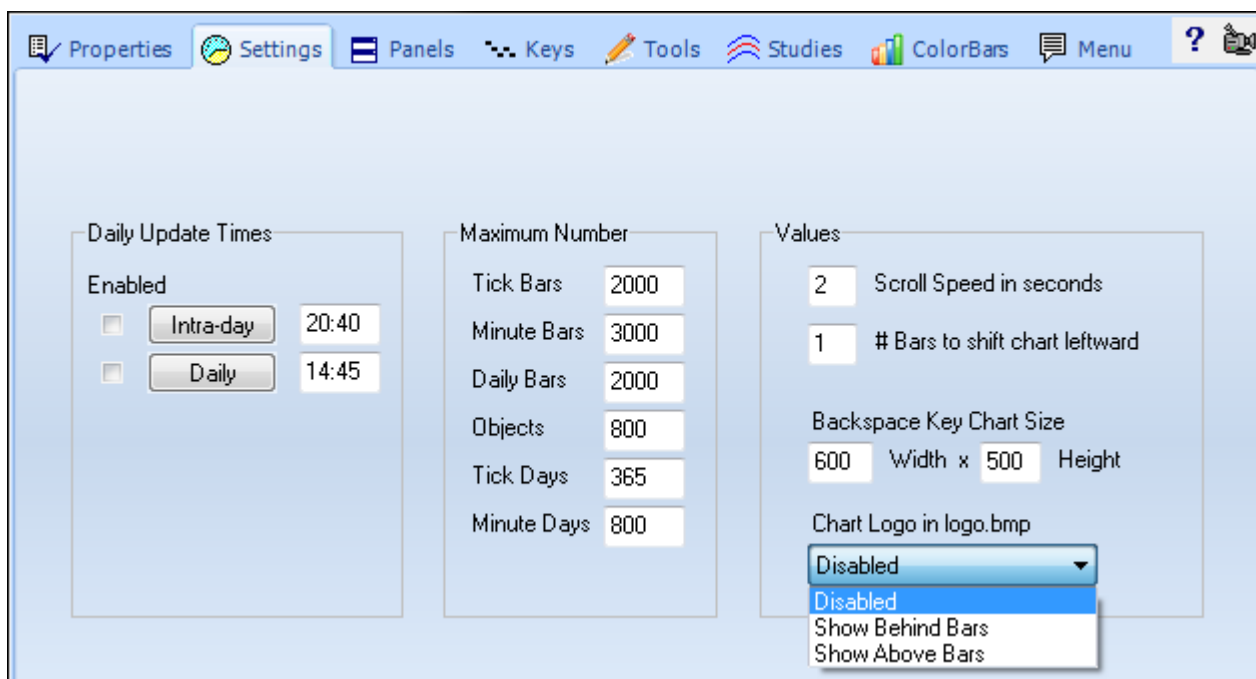 Properties Settings Panels Keys Tools Studies ColorBars Menu ?
Daily Update Times
Enabled
Intra-day 20:40
Daily 14:45
Maximum Number
Tick Bars 2000
Minute Bars 3000
Daily Bars 2000
Objects 800
Tick Days 365
Minute Days 800
Values
2 Scroll Speed in seconds
1 # Bars to shift chart leftward
Backspace Key Chart Size
600 Width x 500 Height
Chart Logo in logo.bmp
Disabled
Disabled
Show Behind Bars
Show Above Bars